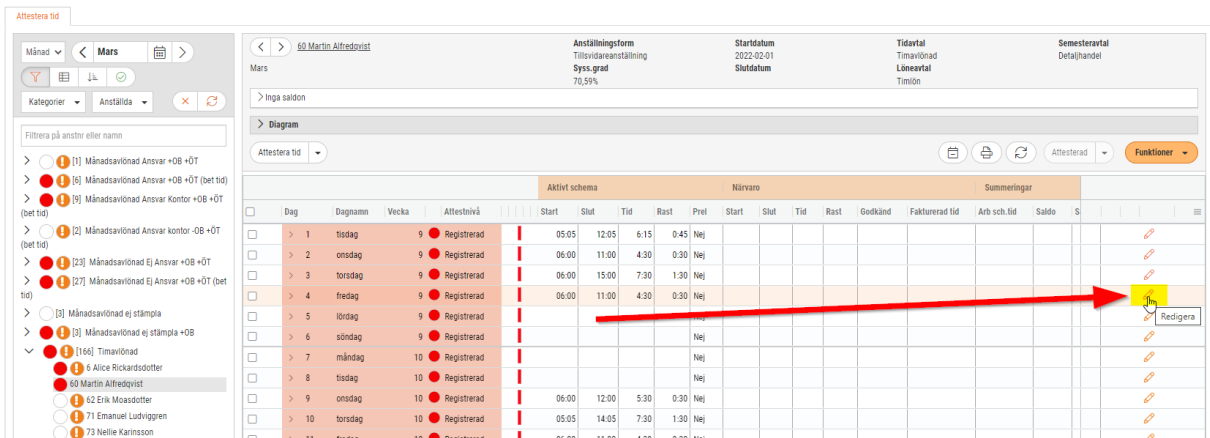 Attestera tid
Månad
Mars
Kategorier
Anställda
Filtrera på anstnr eller namn
[1] Månadsavlönad Ansvar +OB +ÖT
[6] Månadsavlönad Ansvar +OB +ÖT (bet tid)
[9] Månadsavlönad Ansvar Kontor +OB +ÖT
(bet tid)
[2] Månadsavlönad Ansvar kontor -OB +ÖT
(bet tid)
[23] Månadsavlönad Ej Ansvar +OB +ÖT
[27] Månadsavlönad Ej Ansvar +OB +ÖT (bet
tid)
[3] Månadsavlönad ej stämpla
[3] Månadsavlönad ej stämpla +OB
[166] Timavlönad
6 Alice Rickardsdotter
60 Martin Alfredqvist
62 Erik Moasdotter
71 Emanuel Ludviggren
73 Nellie Karinsson
60 Martin Alfredqvist
Mars
Anställningsform
Tillsvidareanställning
Syss.grad
70,59%
Startdatum
2022-02-01
Slutdatum
Tidavtal
Timavlönad
Löneavtal
Timlön
Semesteravtal
Detaljhandel
Inga saldon
Diagram
Attestera tid
Attesterad
Funktioner
Aktivt schema Närvaro Summeringar
Dag Dagnamn Vecka Attestnivå Start Slut Tid Rast Prel Start Slut Tid Rast Godkänd Fakturerad tid Arb sch.tid Saldo S
1 tisdag 9 Registrerad 05:05 12:05 6:15 0:45 Nej
2 onsdag 9 Registrerad 06:00 11:00 4:30 0:30 Nej
3 torsdag 9 Registrerad 06:00 15:00 7:30 1:30 Nej
4 fredag 9 Registrerad 06:00 11:00 4:30 0:30 Nej
5 lördag 9 Registrerad Nej
Redigera
6 söndag 9 Registrerad Nej
7 måndag 10 Registrerad Nej
8 tisdag 10 Registrerad Nej
9 onsdag 10 Registrerad 06:00 12:00 5:30 0:30 Nej
10 torsdag 10 Registrerad 05:05 14:05 7:30 1:30 Nej